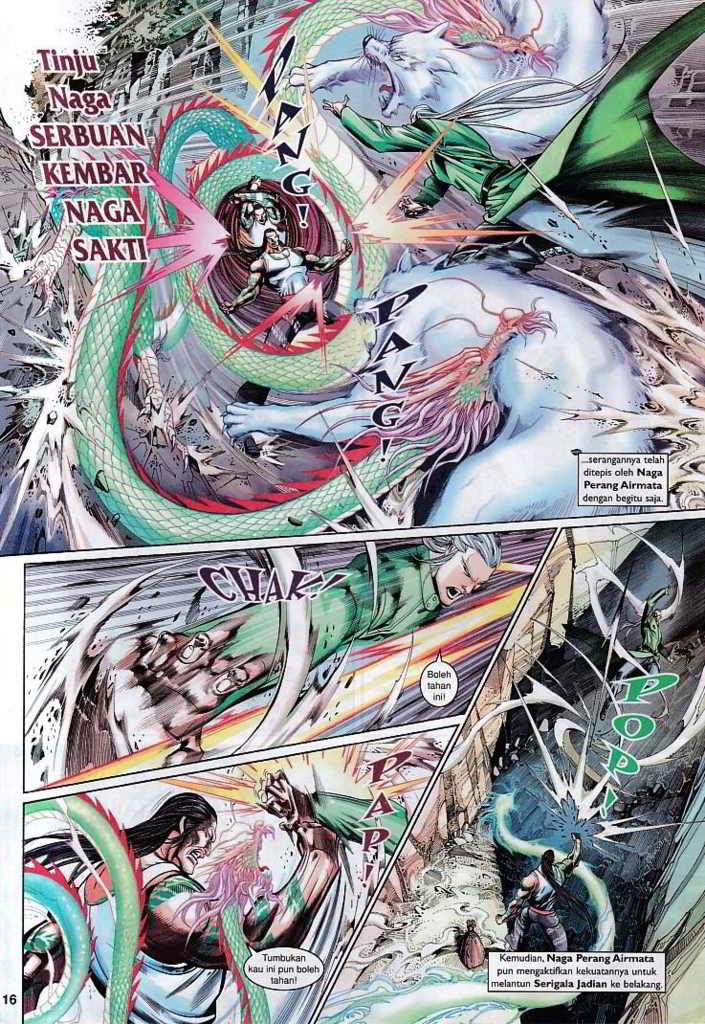 Tinju
Naga
SERBUAN
KEMBAR
NAGA
SAKTI
PANG!
PANG!
...serangannya telah
ditepis oleh Naga
Perang Airmata
dengan begitu saja.
CHAK!
Boleh
tahan
ini!
POP!
PAP!
Tumbukan
kau ini pun boleh
tahan!
Kemudian, Naga Perang Airmata
pun mengaktifkan kekuatannya untuk
melantun Serigala Jadian ke belakang.
16